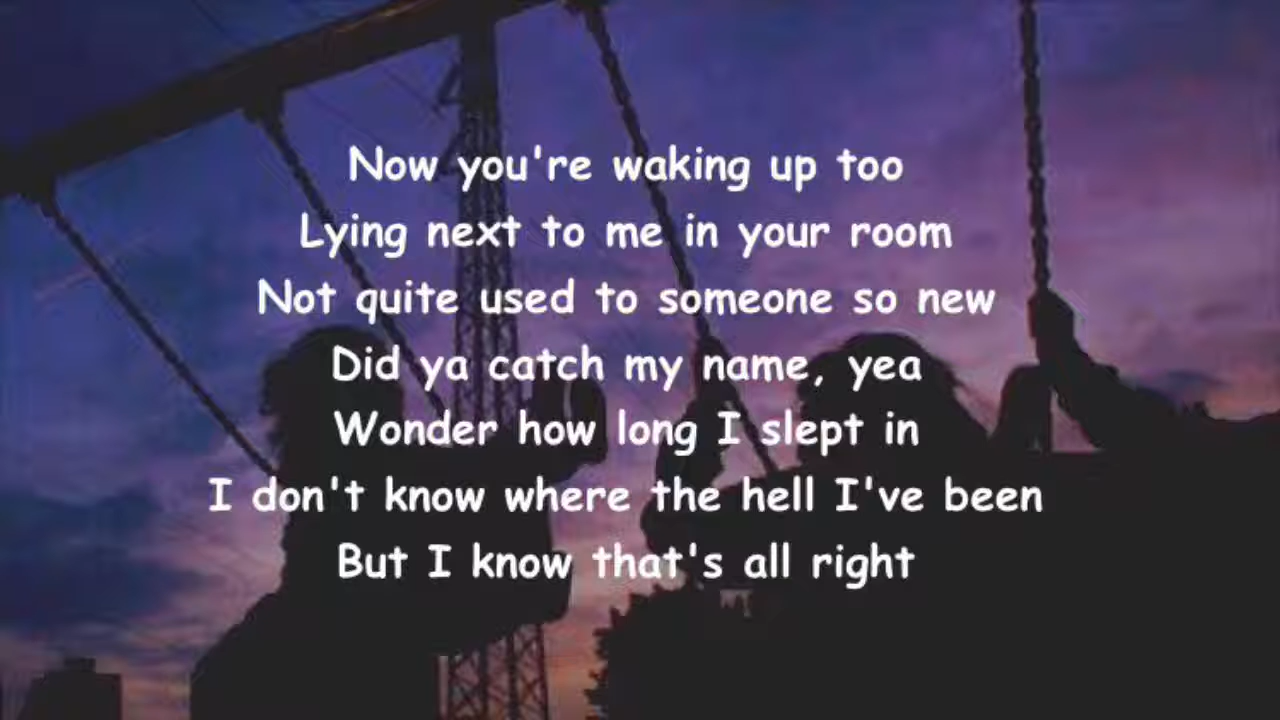 Now you're waking up too
Lying next to me in your room
Not quite used to someone so new
Did ya catch my name, yea
Wonder how long I slept in
I don't know where the hell I've been
But I know that's all right